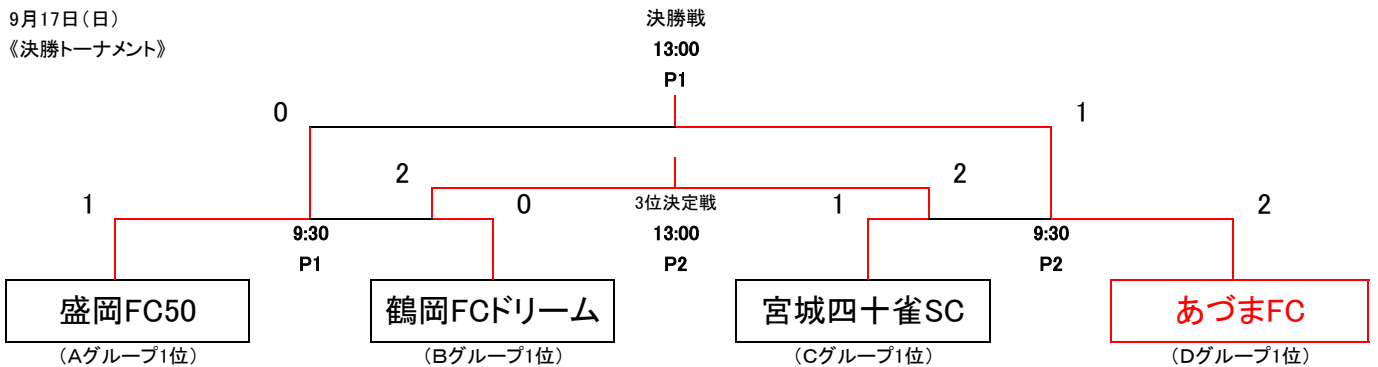 9月17日(日)
《決勝トーナメント》
決勝戦
13:00
P1
0
1
2
2
1
0
3位決定戦
1
2
9:30
P1
13:00
P2
9:30
P2
盛岡FC50
鶴岡FCドリーム
宮城四十雀SC
あづまFC
(Aグループ1位)
(Bグループ1位)
(Cグループ1位)
(Dグループ1位)